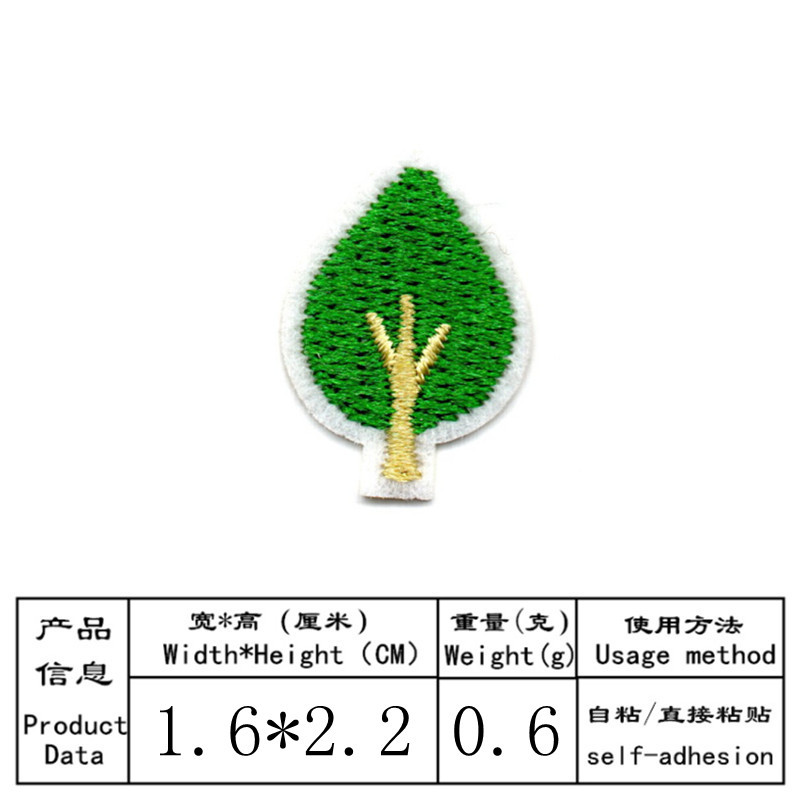 产品
信息
Product
Data
宽*高 (厘米)
Width*Height (CM)
重量(克)
Weight(g)
使用方法
Usage method
1.6*2.2
0.6
自粘/直接粘贴
self-adhesion